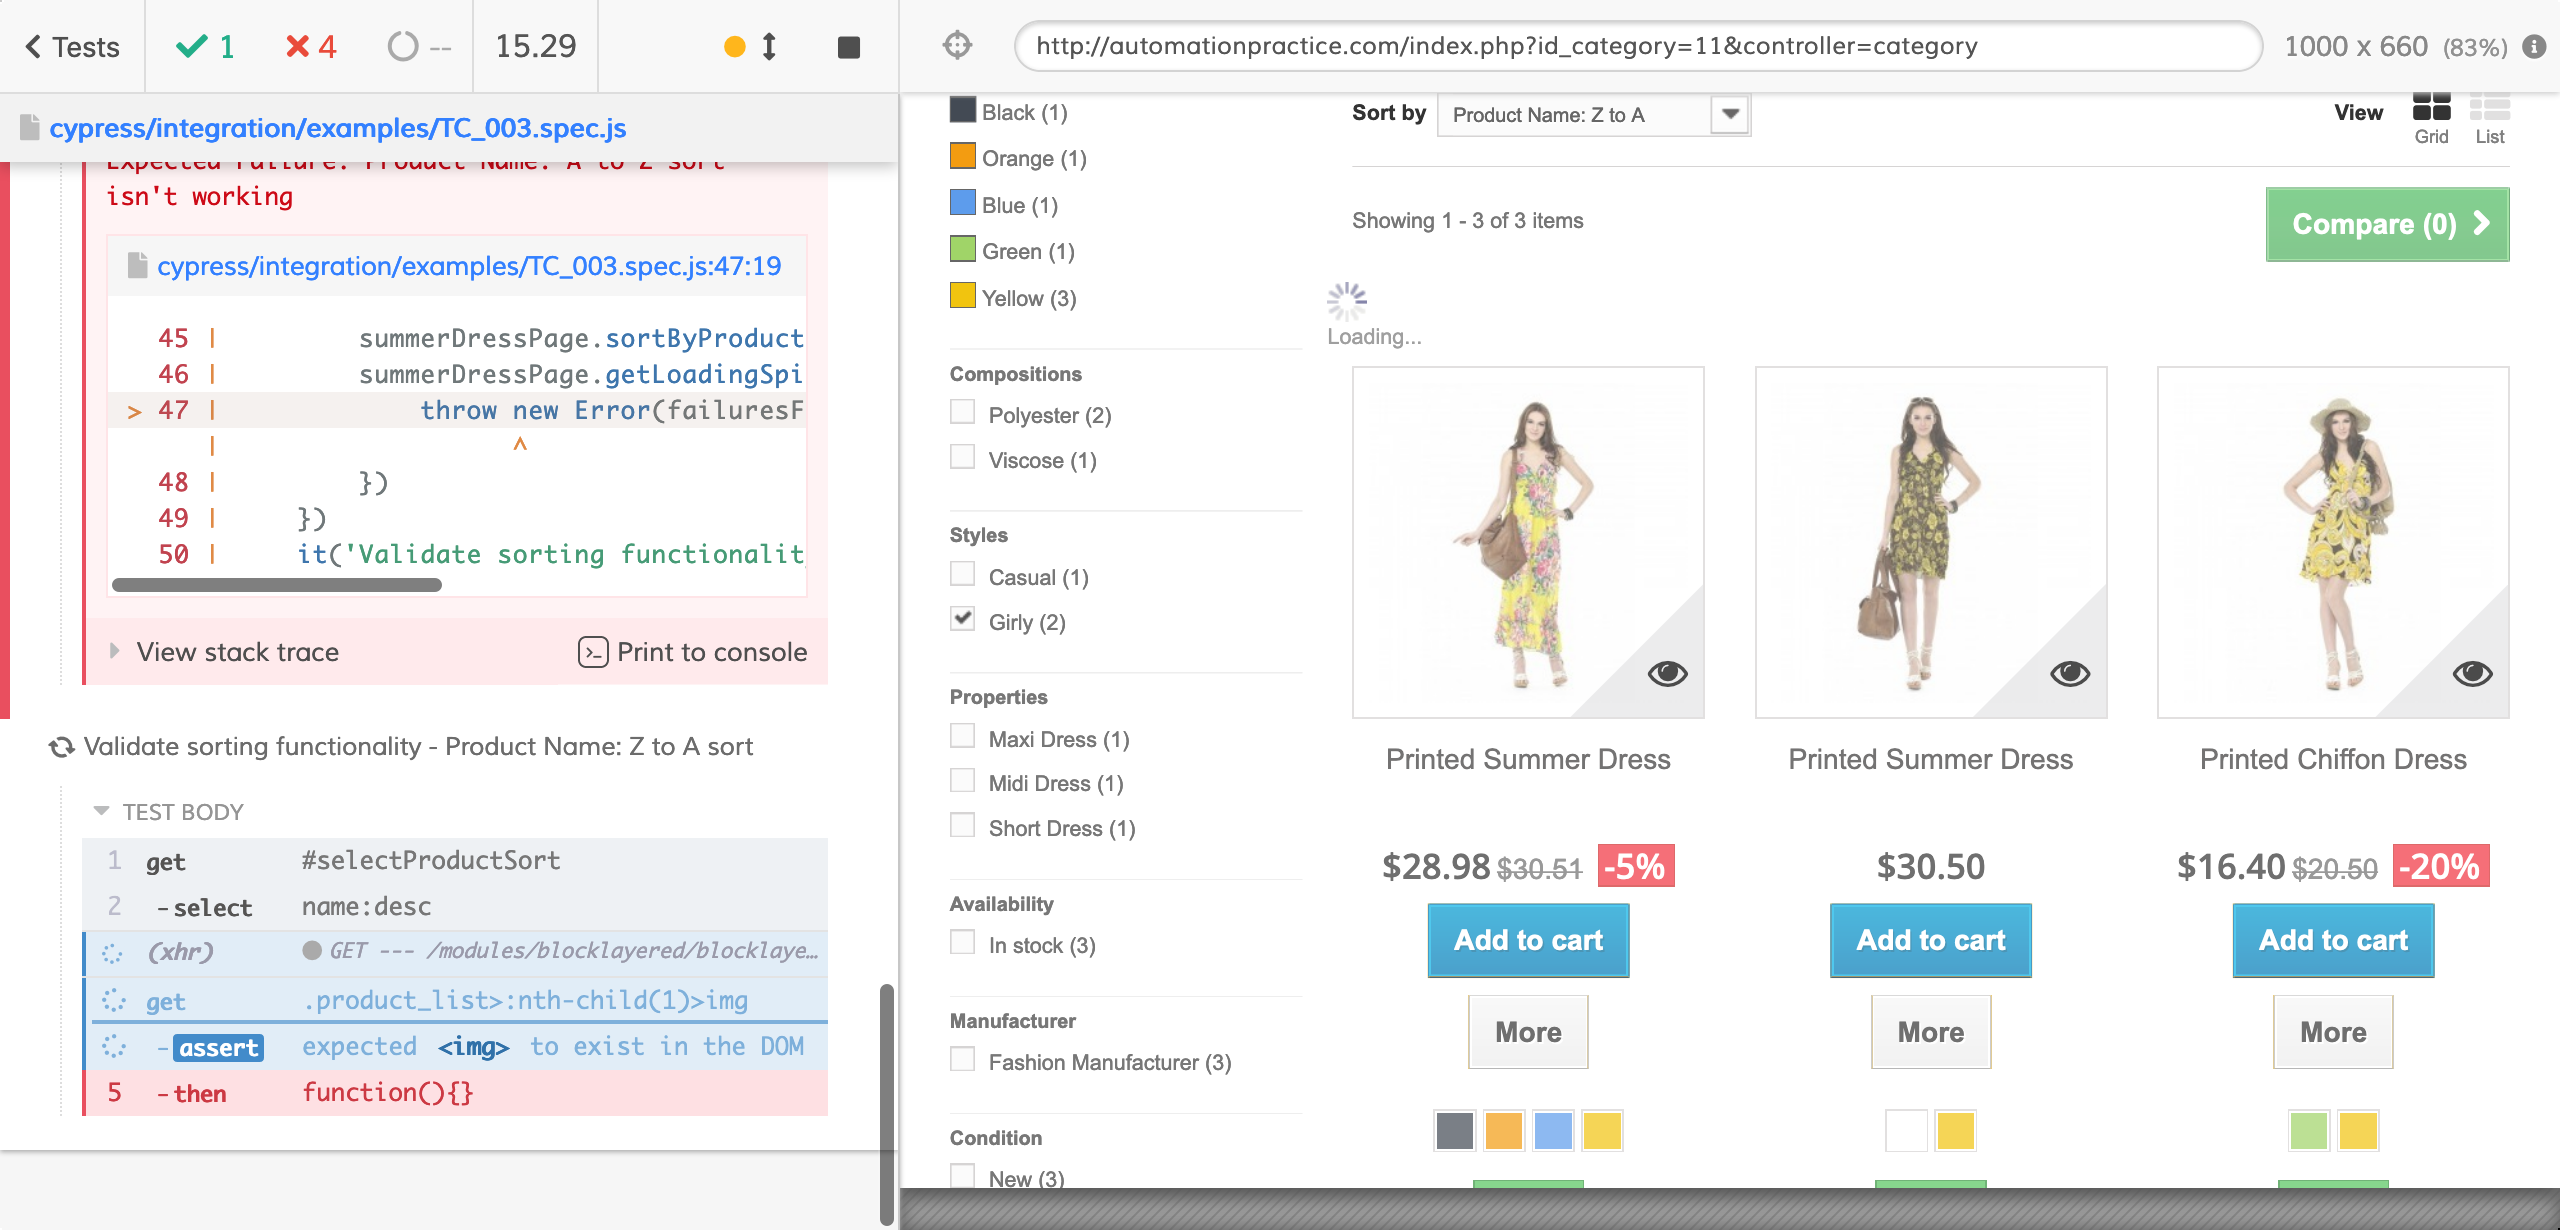 Tests
1
4
--
15.29
http://automationpractice.com/index.php?id_category=11&controller=category
1000 x 660 (83%)
cypress/integration/examples/TC_003.spec.js
Expected Failure: Product Name: A to Z sort
isn't working
cypress/integration/examples/TC_003.spec.js:47:19
45 | summerDressPage.sortByProduct
46 | summerDressPage.getLoadingSpi
> 47 | throw new Error(failuresF
| ^
48 | })
49 | })
50 | it('Validate sorting functionalit
View stack trace
Print to console
Validate sorting functionality - Product Name: Z to A sort
TEST BODY
1 get #selectProductSort
2 -select name:desc
(xhr) GET --- /modules/blocklayered/blocklaye…
get .product_list>:nth-child(1)>img
-assert expected <img> to exist in the DOM
5 -then function(){}
Black (1)
Orange (1)
Blue (1)
Green (1)
Yellow (3)
Compositions
Polyester (2)
Viscose (1)
Styles
Casual (1)
Girly (2)
Properties
Maxi Dress (1)
Midi Dress (1)
Short Dress (1)
Availability
In stock (3)
Manufacturer
Fashion Manufacturer (3)
Condition
New (3)
Sort by Product Name: Z to A
View
Grid
List
Showing 1 - 3 of 3 items
Compare (0)
Loading...
Printed Summer Dress
$28.98 $30.51 -5%
Add to cart
More
Printed Summer Dress
$30.50
Add to cart
More
Printed Chiffon Dress
$16.40 $20.50 -20%
Add to cart
More